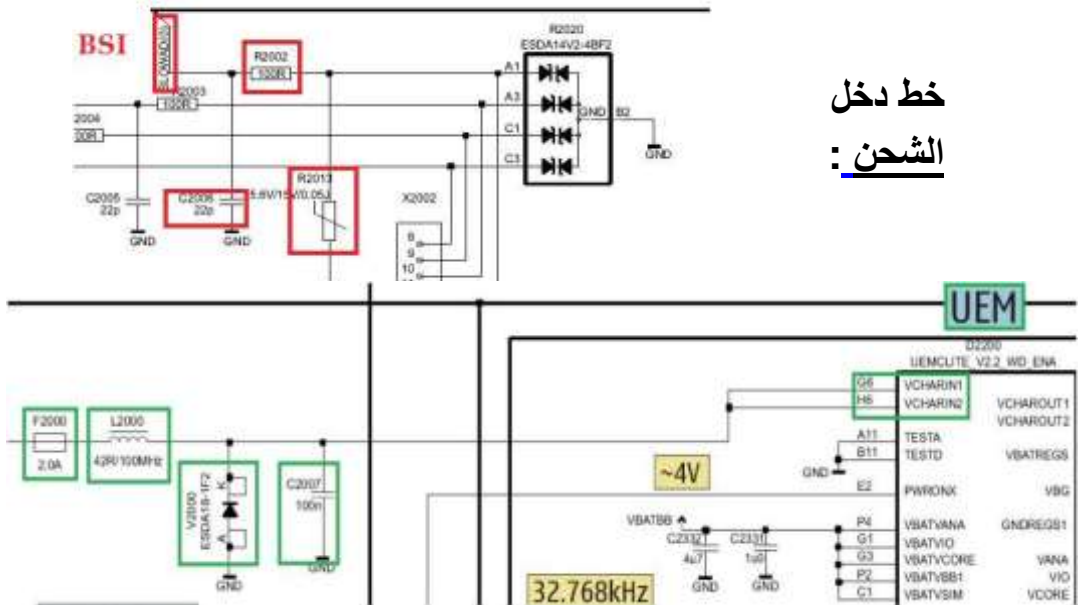 BSI
SLOWAD(0)
R2002
100R
R2003
100R
2004
00R
R2020
ESDA14V2-4BF2
A1
A3
C1
C3
GND
B2
GND
خط دخل
الشحن :
C2005
22p
GND
C2006
22p
GND
R2013
X2002
8
9
10
UEM
D2200
UEMCLITE_V2.2_WD_ENA
F2000
2.0A
L2000
42R/100MHz
V2000
ESDA18-1F2
K
A
GND
C2007
100n
GND
G6
VCHARIN1
H6
VCHARIN2
VCHAROUT1
VCHAROUT2
A11
TESTA
B11
TESTD
GND
VBATREGS
~4V
E2
PWRONX
VBG
VBATBB
C2332
4u7
GND
C2331
1u0
GND
P4
VBATVANA
GNDREGS1
G1
VBATVIO
G3
VBATVCORE
VANA
P2
VBATVBB1
VIO
C1
VBATVSIM
VCORE
32.768kHz